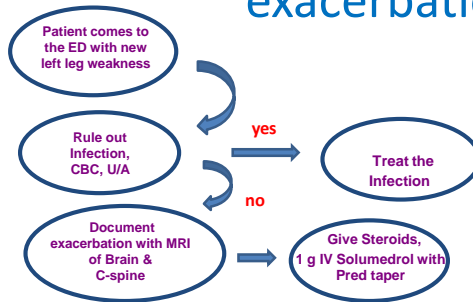 exacerbatio
Patient comes to
the ED with new
left leg weakness
Rule out
Infection,
CBC, U/A
yes
Treat the
Infection
no
Document
exacerbation with MRI
of Brain &
C-spine
Give Steroids,
1 g IV Solumedrol with
Pred taper